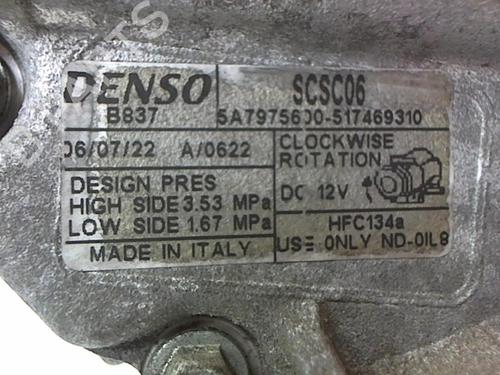 DENSO
SCSC06
B837
5A7975600-517469310
06/07/22 A/0622
CLOCKWISE
ROTATION
DESIGN PRES
HIGH SIDE 3.53 MPa
LOW SIDE 1.67 MPa
DC 12V
MADE IN ITALY
HFC134a
USE ONLY ND-OIL8